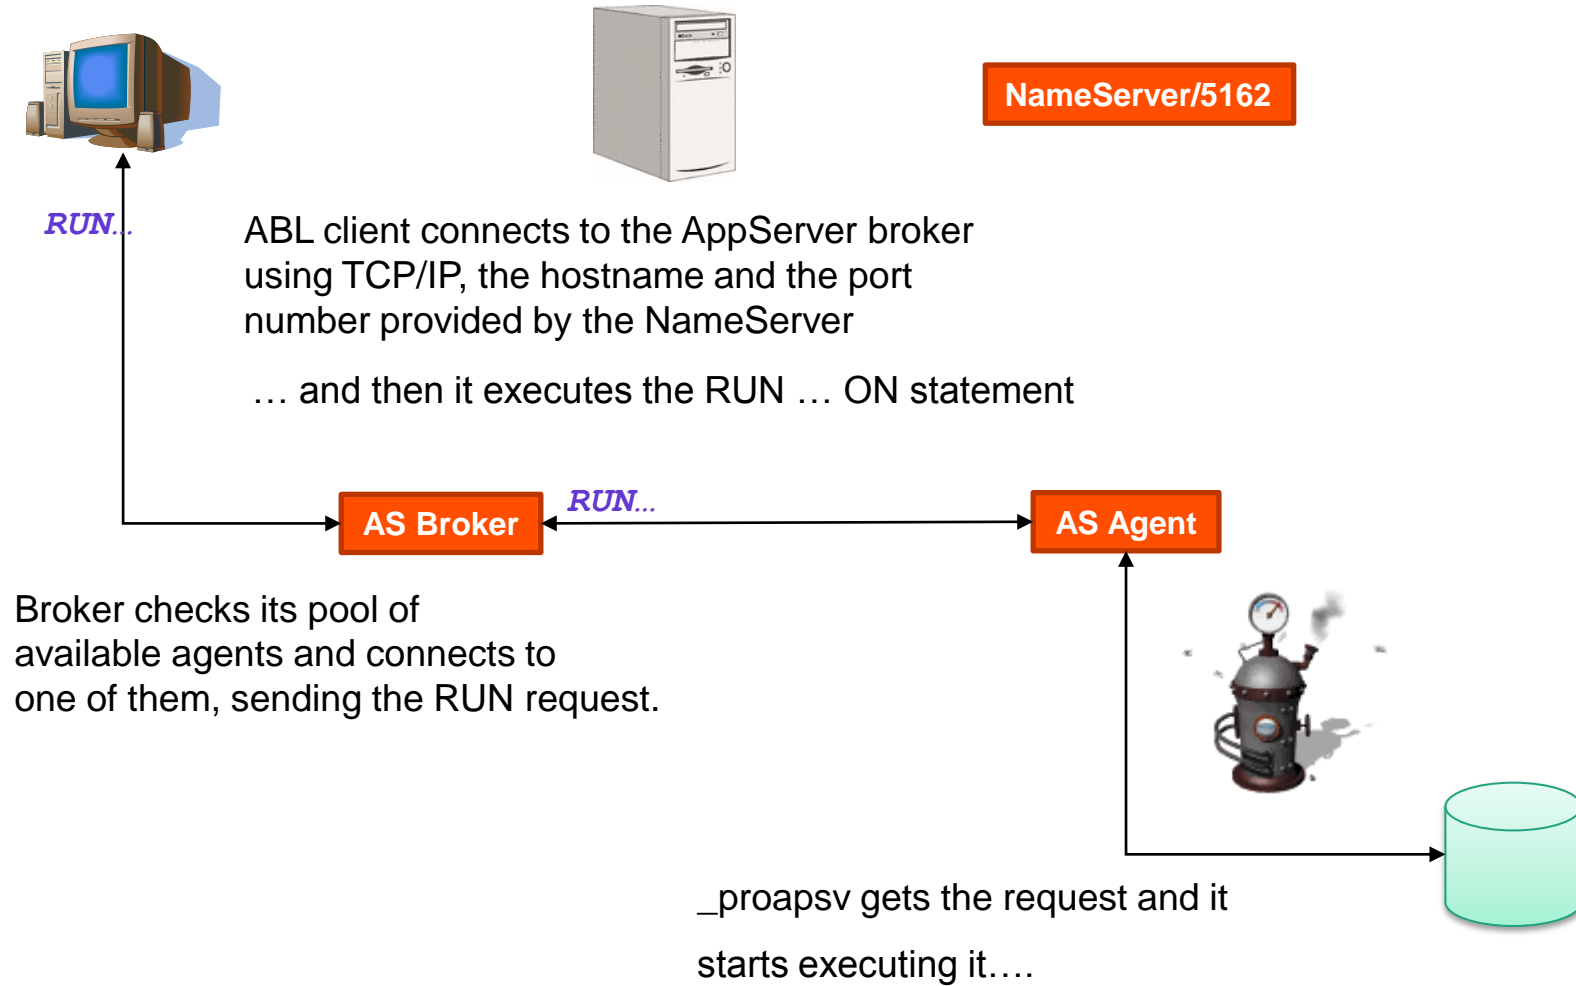 NameServer/5162
RUN…
ABL client connects to the AppServer broker
using TCP/IP, the hostname and the port
number provided by the NameServer
… and then it executes the RUN … ON statement
AS Broker
RUN…
AS Agent
Broker checks its pool of
available agents and connects to
one of them, sending the RUN request.
_proapsv gets the request and it
starts executing it….